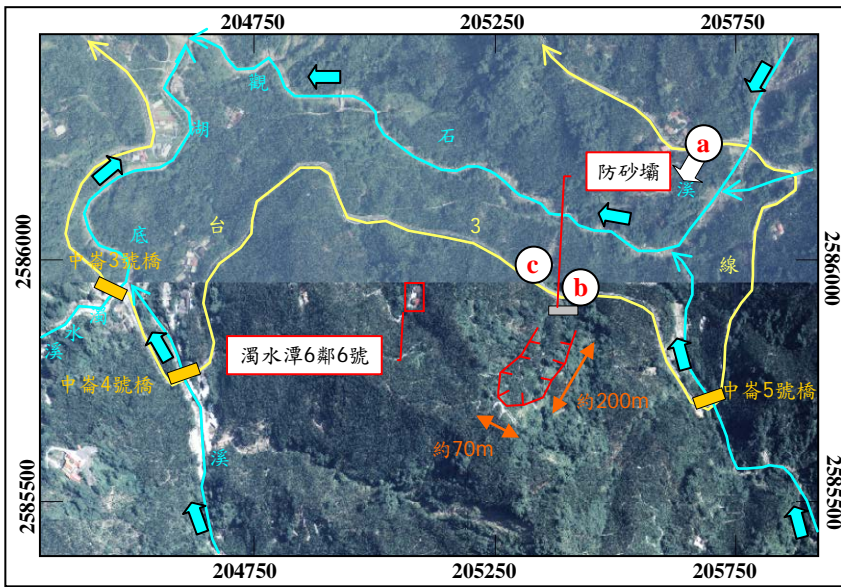 204750
205250
205750
觀
湖
石
a
防砂壩
溪
台
3
底
線
2586000
2586000
中崙3號橋
c
b
水
溪
濁水潭6鄰6號
中崙4號橋
約200m
中崙5號橋
約70m
溪
2585500
2585500
204750
205250
205750